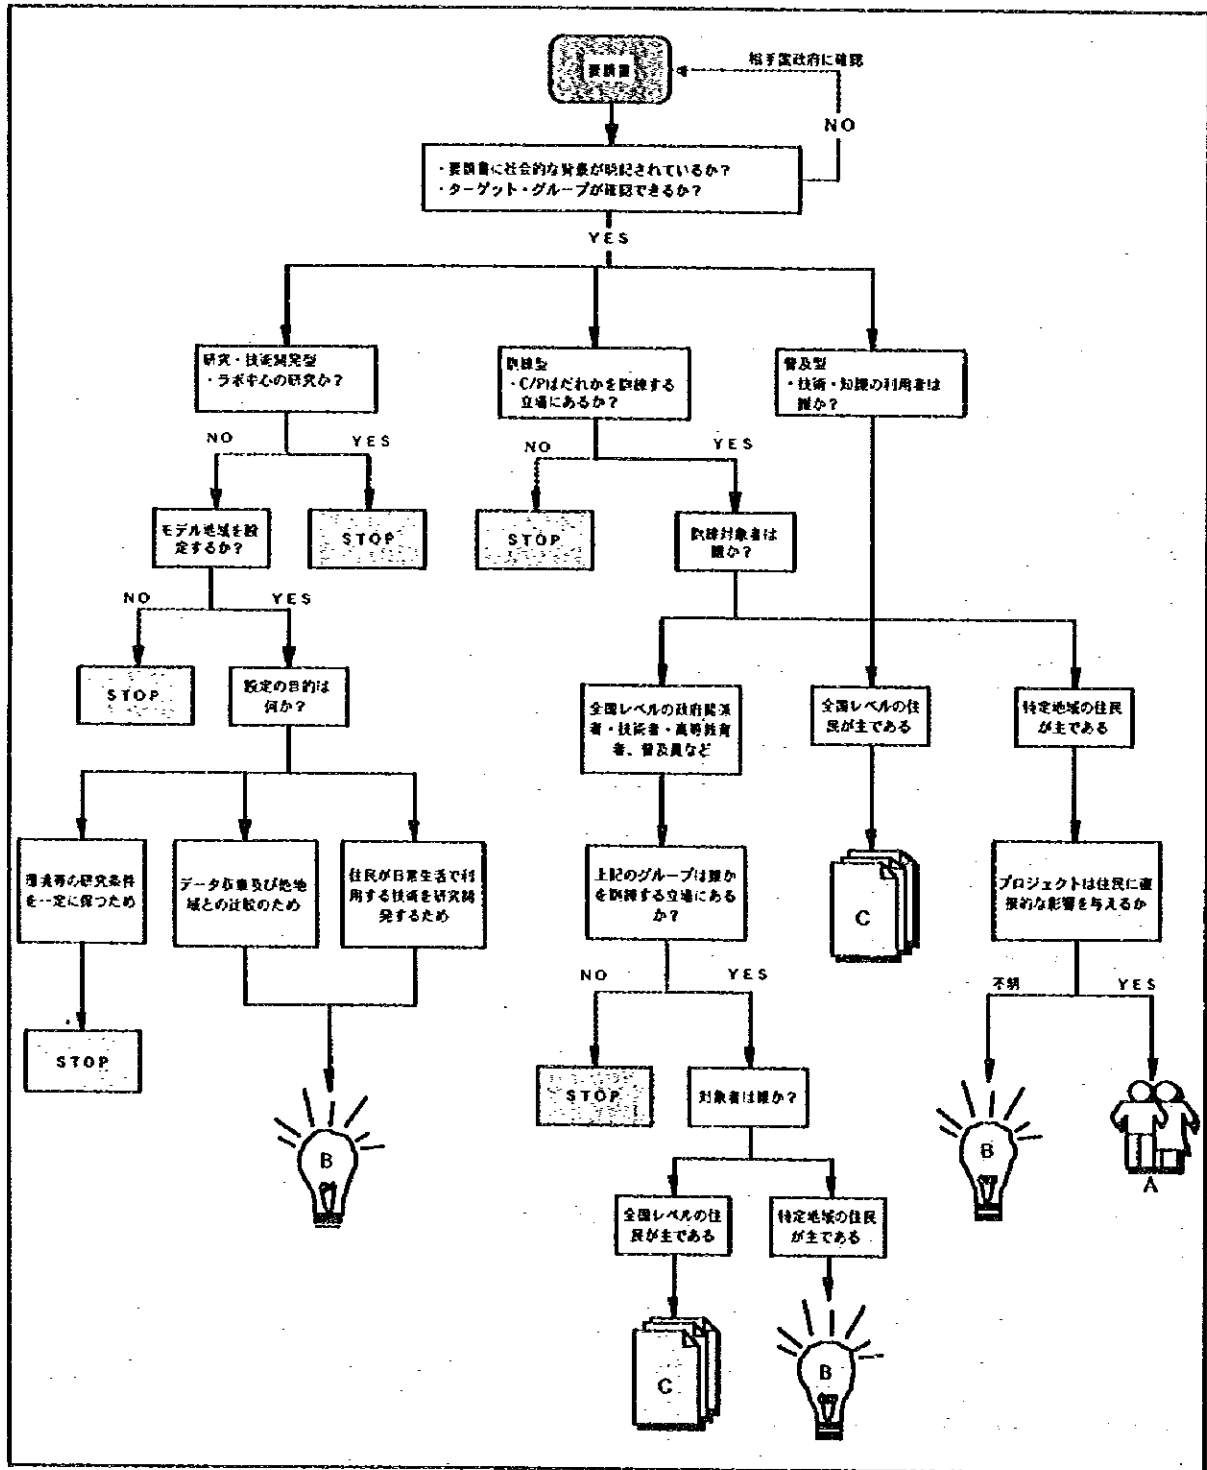 要請書
相手国政府に確認
NO
・要請書に社会的な背景が明記されているか？
・ターゲット・グループが確認できるか？
YES
研究・技術開発型
・ラボ中心の研究か？
訓練型
・C/Pはだれかを訓練する
立場にあるか？
普及型
・技術・知識の利用者は
誰か？
NO
YES
NO
YES
モデル地域を設
定するか？
STOP
STOP
訓練対象者は
誰か？
NO
YES
STOP
設定の目的は
何か？
全国レベルの政府関係
者・技術者・高等教育
者、普及員など
全国レベルの住
民が主である
特定地域の住民
が主である
環境等の研究条件
を一定に保つため
データ収集及び他地
域との比較のため
住民が日常生活で利
用する技術を研究開
発するため
上記のグループは誰か
を訓練する立場にある
か？
C
プロジェクトは住民に直
接的な影響を与えるか
NO
YES
不明
YES
STOP
STOP
対象者は誰か？
B
B
A
全国レベルの住
民が主である
特定地域の住民
が主である
C
B